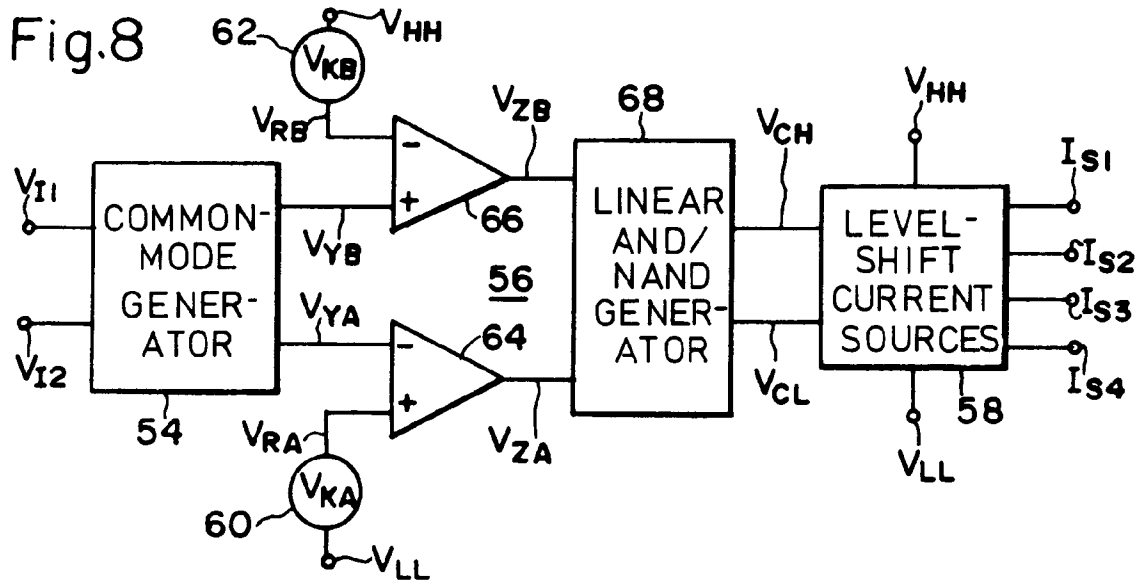 Fig.8
62
VHH
VKB
VRB
VZB
68
VCH
VHH
IS1
IS2
IS3
IS4
VI1
VI2
COMMON-
MODE
GENER-
ATOR
54
VYB
VYA
-
+
66
56
64
-
+
VRA
VKA
60
VLL
VZA
LINEAR
AND/
NAND
GENER-
ATOR
VCL
LEVEL-
SHIFT
CURRENT
SOURCES
58
VLL